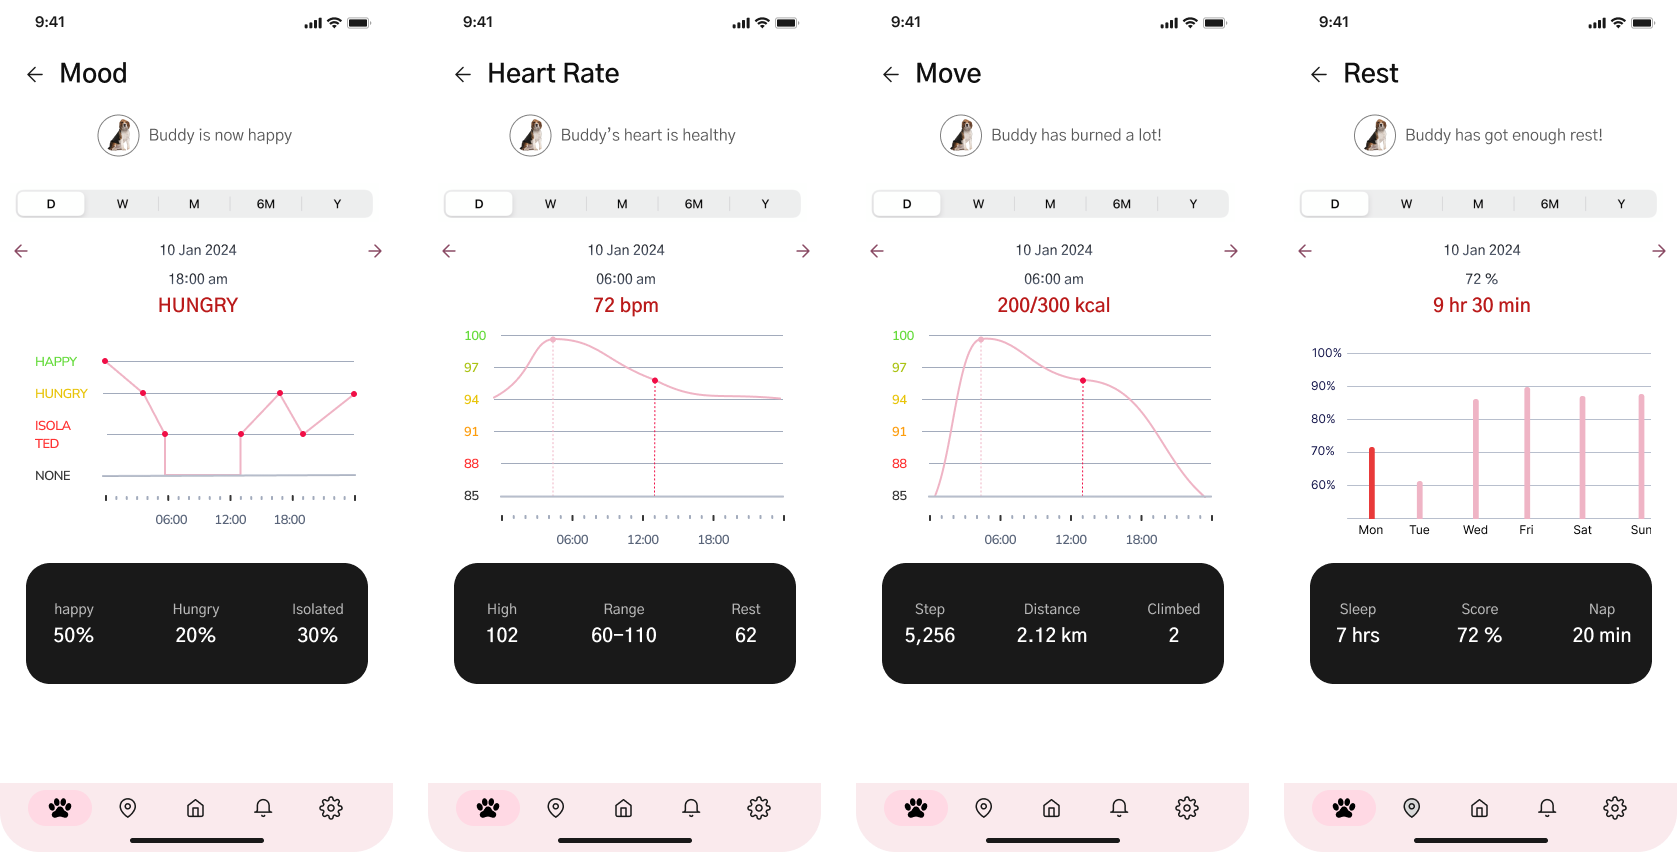 9:41
Mood
Buddy is now happy
D W M 6M Y
10 Jan 2024
18:00 am
HUNGRY
HAPPY
HUNGRY
ISOLA
TED
NONE
06:00 12:00 18:00
happy Hungry Isolated
50% 20% 30%
9:41
Heart Rate
Buddy’s heart is healthy
D W M 6M Y
10 Jan 2024
06:00 am
72 bpm
100
97
94
91
88
85
06:00 12:00 18:00
High Range Rest
102 60-110 62
9:41
Move
Buddy has burned a lot!
D W M 6M Y
10 Jan 2024
06:00 am
200/300 kcal
100
97
94
91
88
85
06:00 12:00 18:00
Step Distance Climbed
5,256 2.12 km 2
9:41
Rest
Buddy has got enough rest!
D W M 6M Y
10 Jan 2024
72 %
9 hr 30 min
100%
90%
80%
70%
60%
Mon Tue Wed Fri Sat Sun
Sleep Score Nap
7 hrs 72 % 20 min